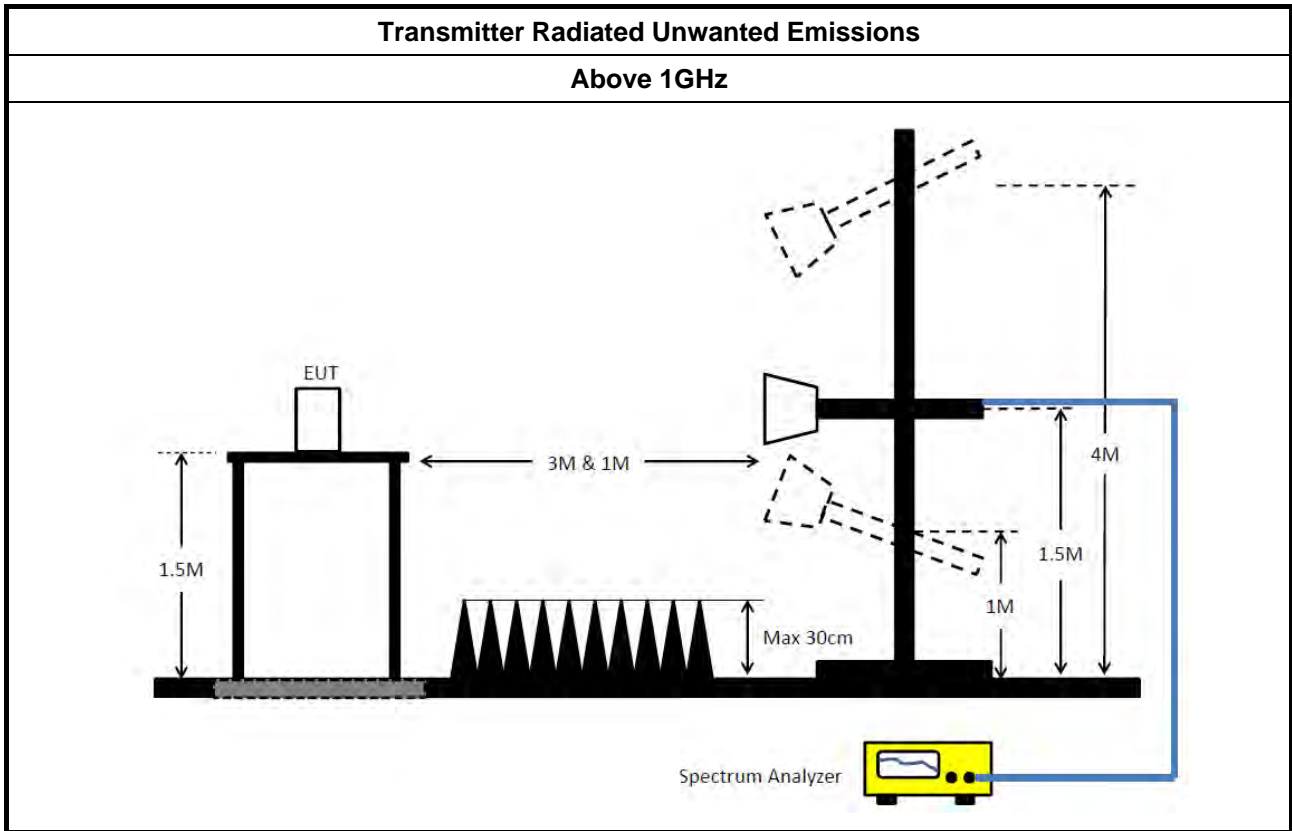 Transmitter Radiated Unwanted Emissions
Above 1GHz
EUT
3M & 1M
4M
1.5M
1.5M
1M
Max 30cm
Spectrum Analyzer